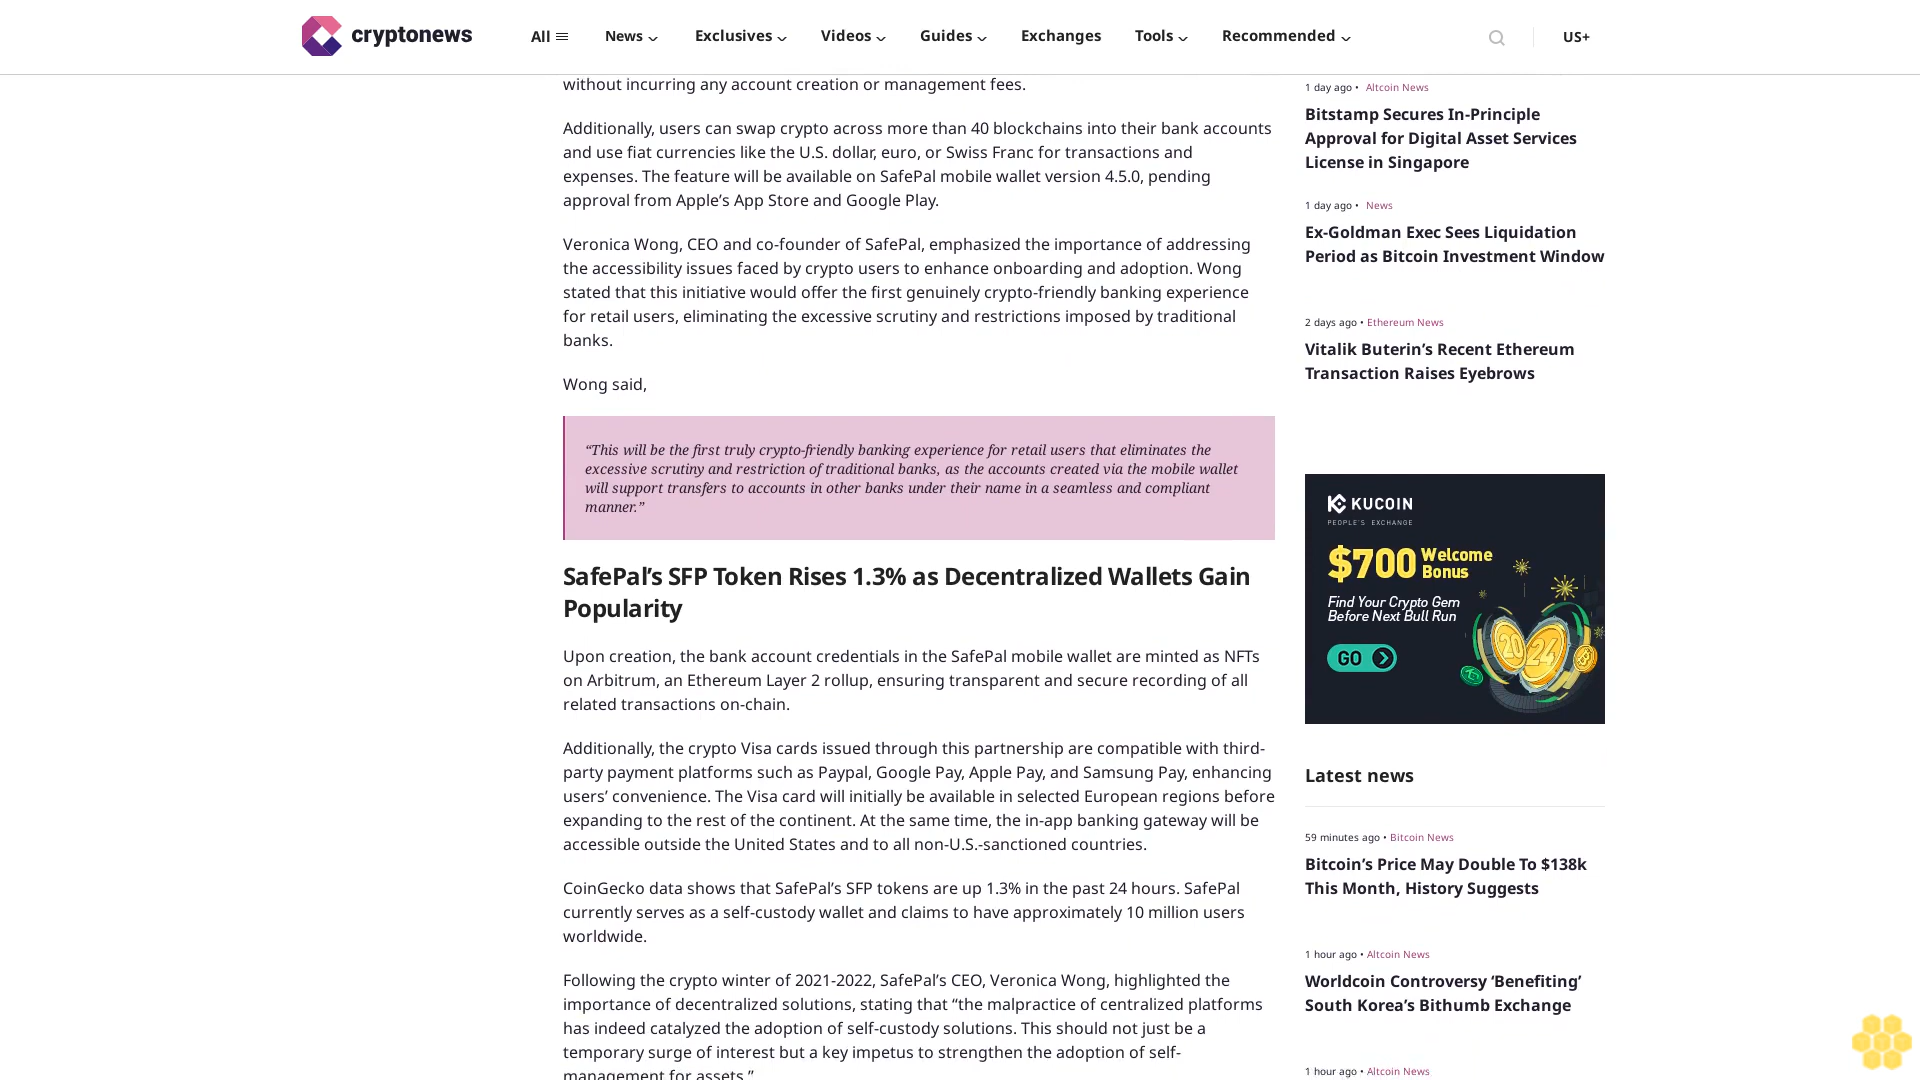 cryptonews
All
News
Exclusives
Videos
Guides
Exchanges
Tools
Recommended
US+
without incurring any account creation or management fees.
Additionally, users can swap crypto across more than 40 blockchains into their bank accounts
and use fiat currencies like the U.S. dollar, euro, or Swiss Franc for transactions and
expenses. The feature will be available on SafePal mobile wallet version 4.5.0, pending
approval from Apple’s App Store and Google Play.
Veronica Wong, CEO and co-founder of SafePal, emphasized the importance of addressing
the accessibility issues faced by crypto users to enhance onboarding and adoption. Wong
stated that this initiative would offer the first genuinely crypto-friendly banking experience
for retail users, eliminating the excessive scrutiny and restrictions imposed by traditional
banks.
Wong said,
“This will be the first truly crypto-friendly banking experience for retail users that eliminates the
excessive scrutiny and restriction of traditional banks, as the accounts created via the mobile wallet
will support transfers to accounts in other banks under their name in a seamless and compliant
manner.”
SafePal’s SFP Token Rises 1.3% as Decentralized Wallets Gain
Popularity
Upon creation, the bank account credentials in the SafePal mobile wallet are minted as NFTs
on Arbitrum, an Ethereum Layer 2 rollup, ensuring transparent and secure recording of all
related transactions on-chain.
Additionally, the crypto Visa cards issued through this partnership are compatible with third-
party payment platforms such as Paypal, Google Pay, Apple Pay, and Samsung Pay, enhancing
users’ convenience. The Visa card will initially be available in selected European regions before
expanding to the rest of the continent. At the same time, the in-app banking gateway will be
accessible outside the United States and to all non-U.S.-sanctioned countries.
CoinGecko data shows that SafePal’s SFP tokens are up 1.3% in the past 24 hours. SafePal
currently serves as a self-custody wallet and claims to have approximately 10 million users
worldwide.
Following the crypto winter of 2021-2022, SafePal’s CEO, Veronica Wong, highlighted the
importance of decentralized solutions, stating that “the malpractice of centralized platforms
has indeed catalyzed the adoption of self-custody solutions. This should not just be a
temporary surge of interest but a key impetus to strengthen the adoption of self-
management for assets.”
1 day ago • Altcoin News
Bitstamp Secures In-Principle
Approval for Digital Asset Services
License in Singapore
1 day ago • News
Ex-Goldman Exec Sees Liquidation
Period as Bitcoin Investment Window
2 days ago • Ethereum News
Vitalik Buterin’s Recent Ethereum
Transaction Raises Eyebrows
KUCOIN
PEOPLE'S EXCHANGE
$700 Welcome
Bonus
Find Your Crypto Gem
Before Next Bull Run
GO
20 24
Latest news
59 minutes ago • Bitcoin News
Bitcoin’s Price May Double To $138k
This Month, History Suggests
1 hour ago • Altcoin News
Worldcoin Controversy ‘Benefiting’
South Korea’s Bithumb Exchange
1 hour ago • Altcoin News